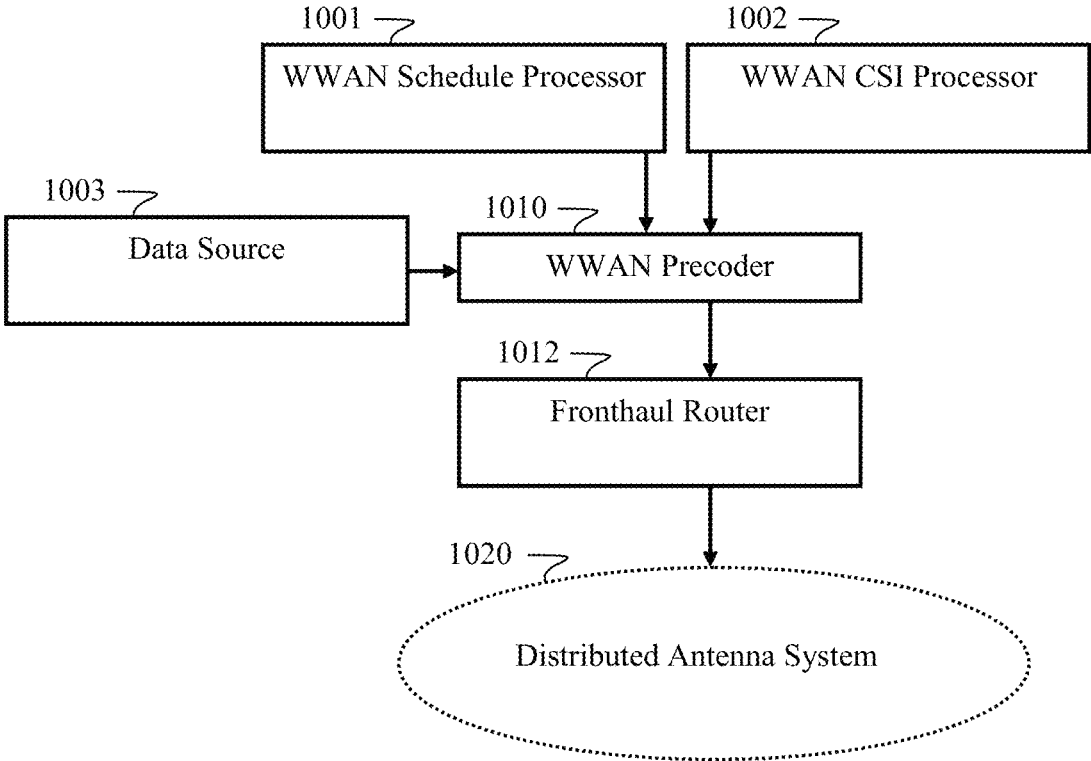 1001
WWAN Schedule Processor
1002
WWAN CSI Processor
1003
Data Source
1010
WWAN Precoder
1012
Fronthaul Router
1020
Distributed Antenna System